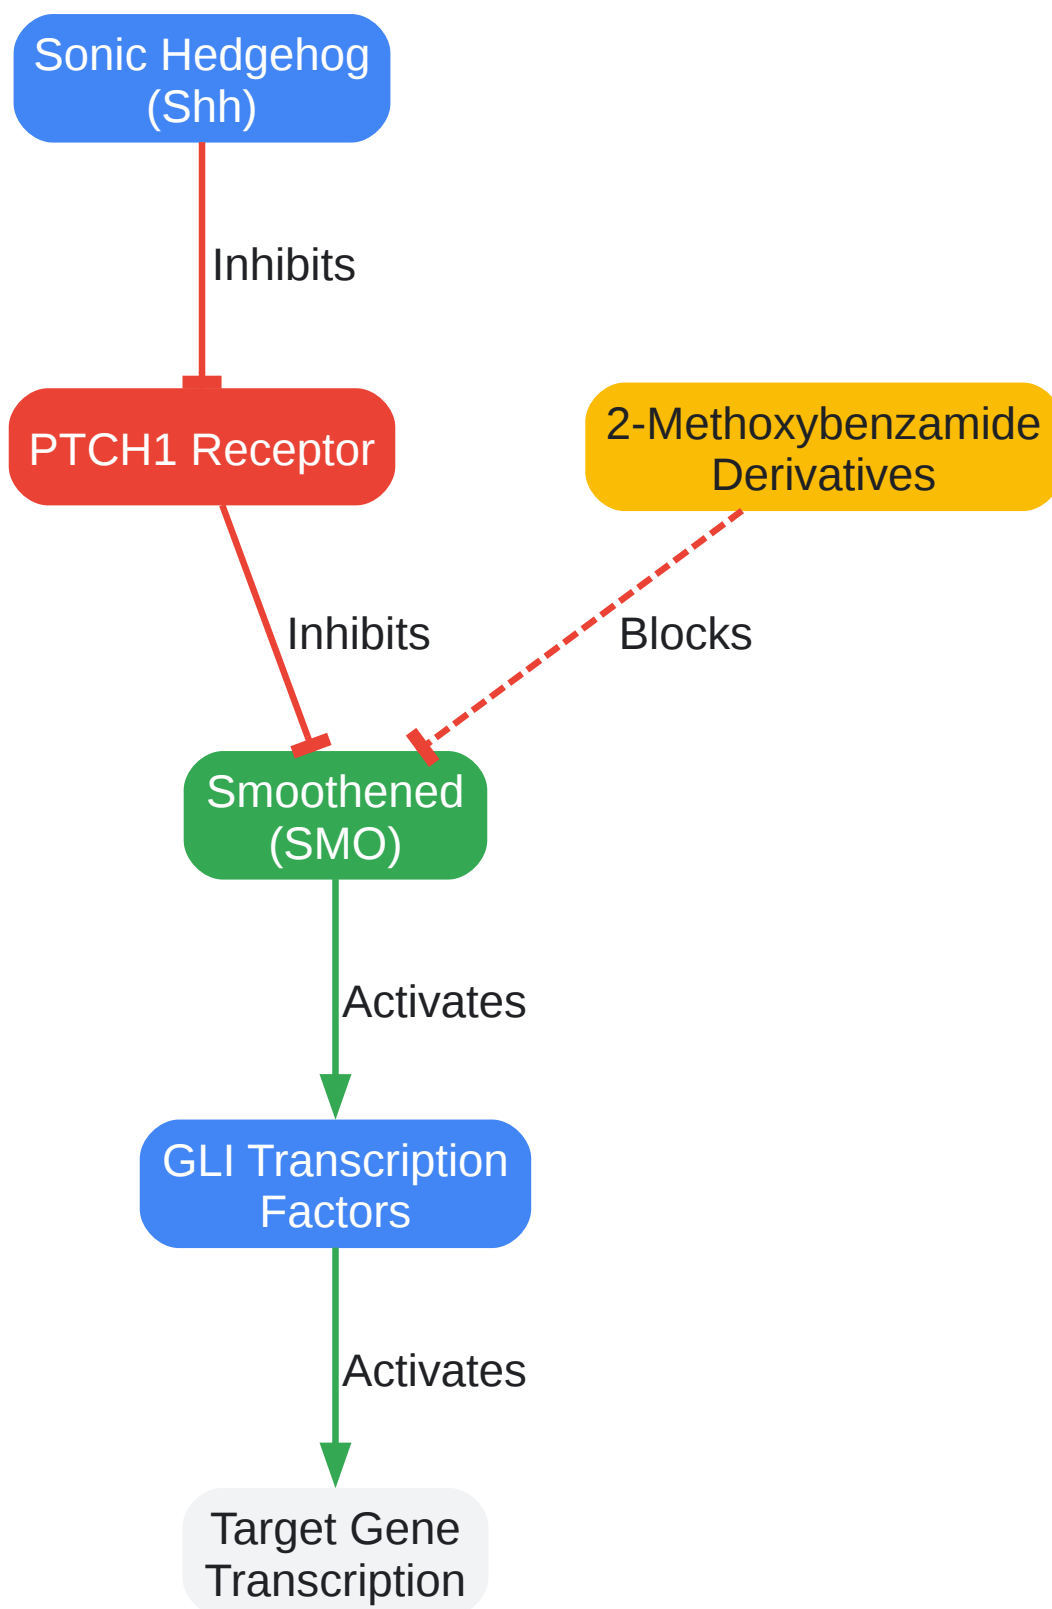 Sonic Hedgehog
(Shh)
Inhibits
PTCH1 Receptor
2-Methoxybenzamide
Derivatives
Inhibits
Blocks
Smoothened
(SMO)
Activates
GLI Transcription
Factors
Activates
Target Gene
Transcription